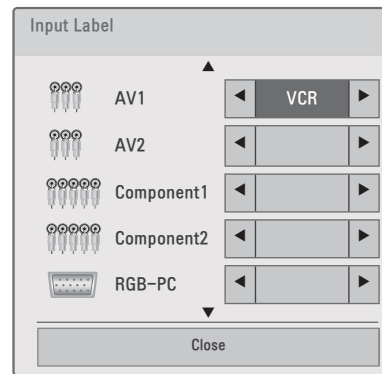 Input Label
AV1 VCR
AV2
Component1
Component2
RGB-PC
Close